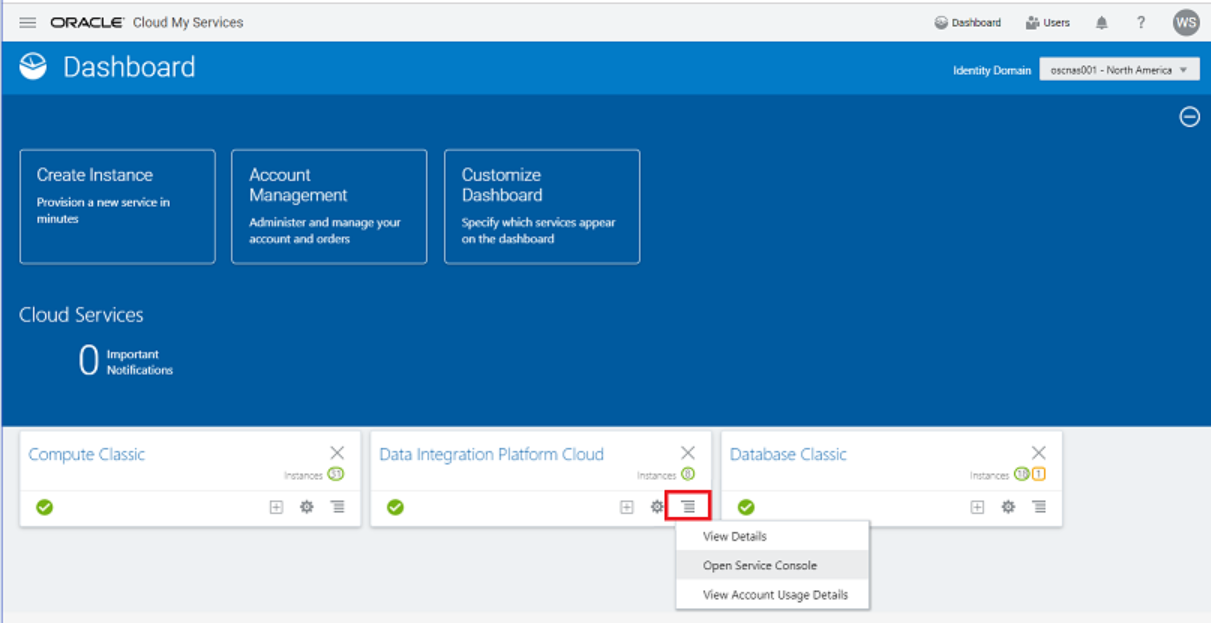 ORACLE Cloud My Services
Dashboard
Users
?
WS
Dashboard
Identity Domain
oscnas001 - North America
Create Instance
Provision a new service in
minutes
Account
Management
Administer and manage your
account and orders
Customize
Dashboard
Specify which services appear
on the dashboard
Cloud Services
0
Important
Notifications
Compute Classic
Instances 51
Data Integration Platform Cloud
Instances 8
Database Classic
Instances 18 1
View Details
Open Service Console
View Account Usage Details